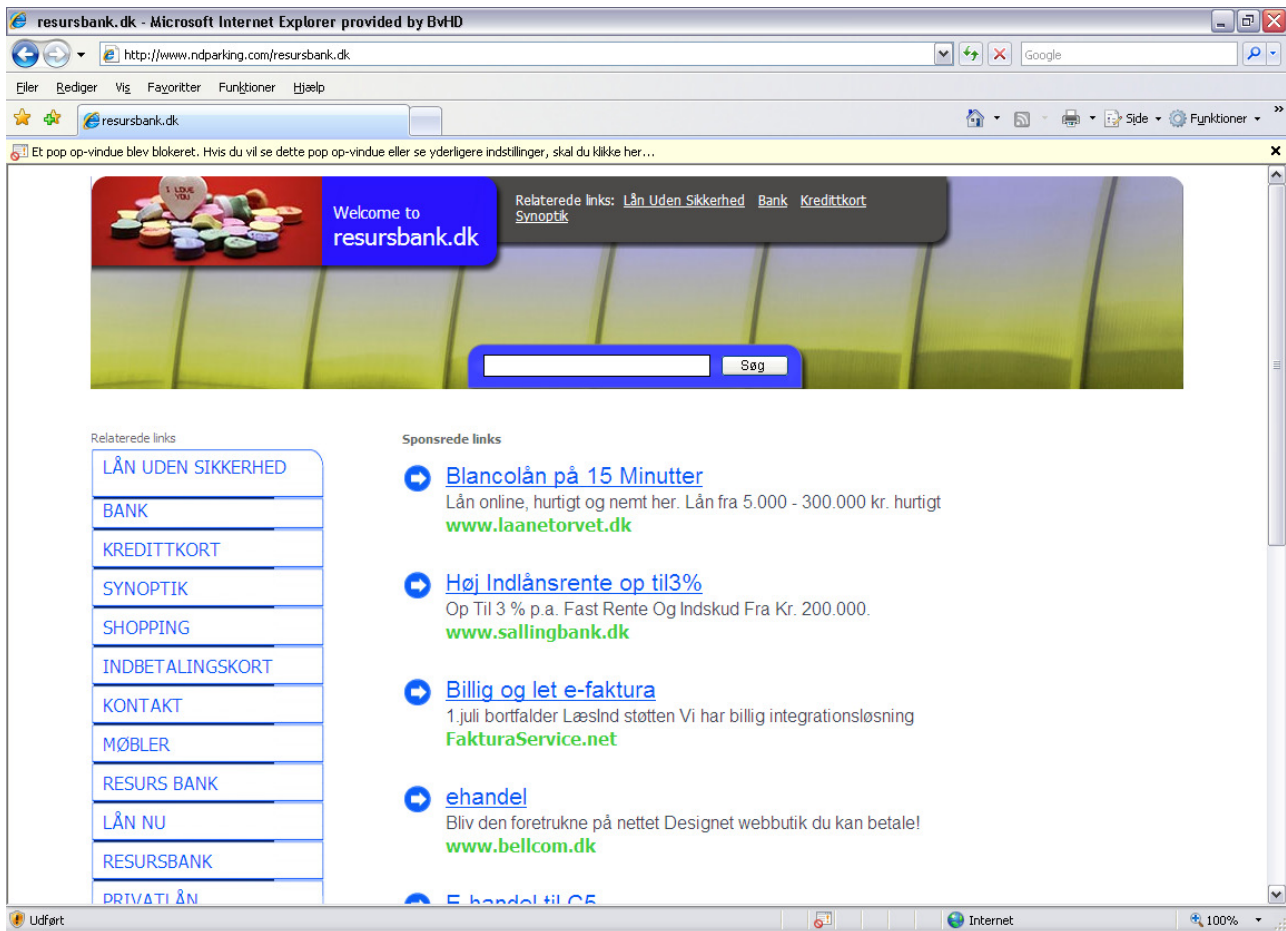 resursbank.dk - Microsoft Internet Explorer provided by BvHD
http://www.ndparking.com/resursbank.dk
Google
Filer Rediger Vis Favoritter Funktioner Hjælp
resursbank.dk
Side
Funktioner
Et pop op-vindue blev blokeret. Hvis du vil se dette pop op-vindue eller se yderligere indstillinger, skal du klikke her...
I LOVE
YOU
Welcome to
resursbank.dk
Relaterede links: Lån Uden Sikkerhed Bank Kredittkort
Synoptik
Søg
Relaterede links
LÅN UDEN SIKKERHED
BANK
KREDITTKORT
SYNOPTIK
SHOPPING
INDBETALINGSKORT
KONTAKT
MØBLER
RESURS BANK
LÅN NU
RESURSBANK
PRIVATLÅN
Sponsrede links
Blancolån på 15 Minutter
Lån online, hurtigt og nemt her. Lån fra 5.000 - 300.000 kr. hurtigt
www.laanetorvet.dk
Høj Indlånsrente op til3%
Op Til 3 % p.a. Fast Rente Og Indskud Fra Kr. 200.000.
www.sallingbank.dk
Billig og let e-faktura
1.juli bortfalder LæsInd støtten Vi har billig integrationsløsning
FakturaService.net
ehandel
Bliv den foretrukne på nettet Designet webbutik du kan betale!
www.bellcom.dk
E-handel til C5
Udført
Internet
100%